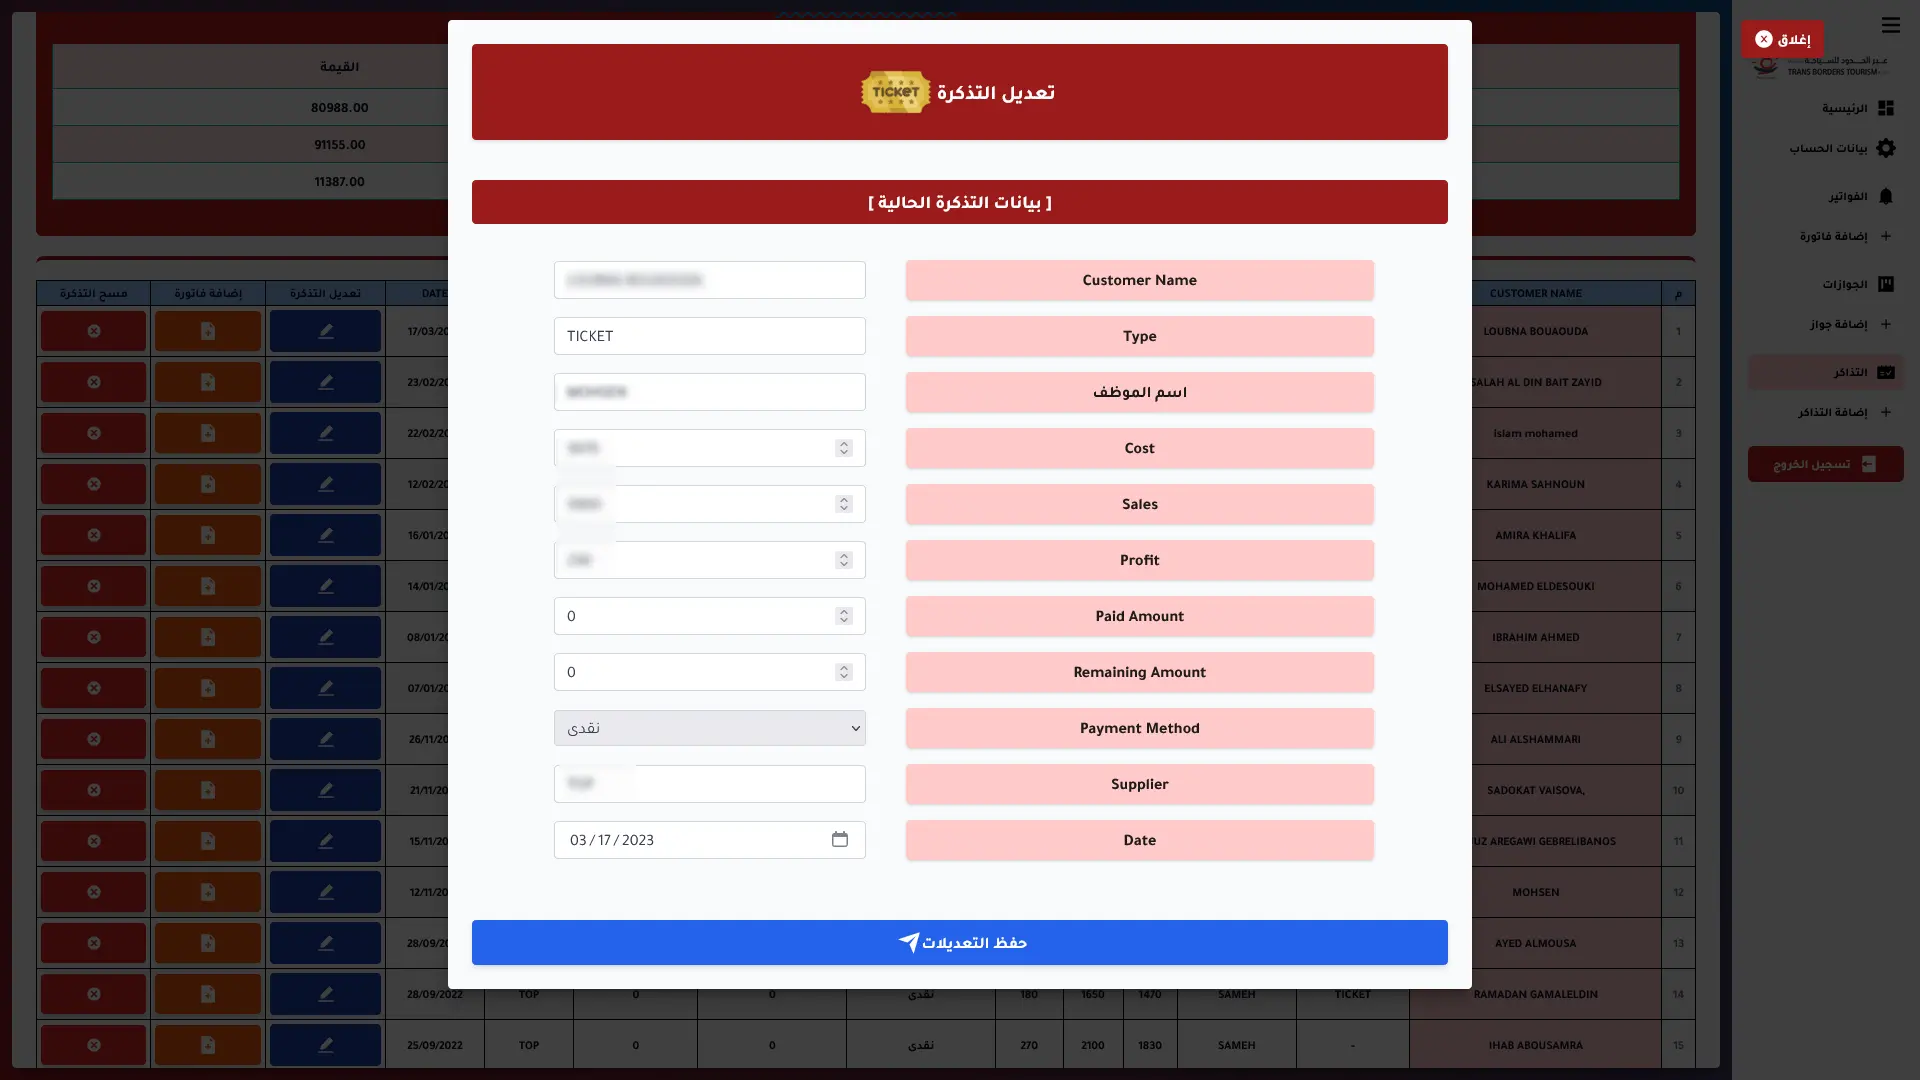 إغلاق
عبر الحدود للسياحة
TRANS BORDERS TOURISM
الرئيسية
بيانات الحساب
الفواتير
إضافة فاتورة
الجوازات
إضافة جواز
التذاكر
إضافة التذاكر
تسجيل الخروج
القيمة
80988.00
91155.00
11387.00
تعديل التذكرة
TICKET
[ بيانات التذكرة الحالية ]
Customer Name
Type
TICKET
اسم الموظف
Cost
Sales
Profit
Paid Amount
0
Remaining Amount
0
Payment Method
نقدى
Supplier
Date
03 / 17 / 2023
حفظ التعديلات
م CUSTOMER NAME DATE تعديل التذكرة إضافة فاتورة مسح التذكرة
1 LOUBNA BOUAOUDA 17/03/20
2 SALAH AL DIN BAIT ZAYID 23/02/20
3 islam mohamed 22/02/20
4 KARIMA SAHNOUN 12/02/20
5 AMIRA KHALIFA 16/01/20
6 MOHAMED ELDESOUKI 14/01/20
7 IBRAHIM AHMED 08/01/20
8 ELSAYED ELHANAFY 07/01/20
9 ALI ALSHAMMARI 26/11/20
10 SADOKAT VAISOVA, 21/11/20
11 UZ AREGAWI GEBRELIBANOS 15/11/20
12 MOHSEN 12/11/20
13 AYED ALMOUSA 28/09/20
14 RAMADAN GAMALELDIN TICKET SAMEH 1470 1650 180 نقدى 0 0 TOP 28/09/2022
15 IHAB ABOUSAMRA - SAMEH 1830 2100 270 نقدى 0 0 TOP 25/09/2022